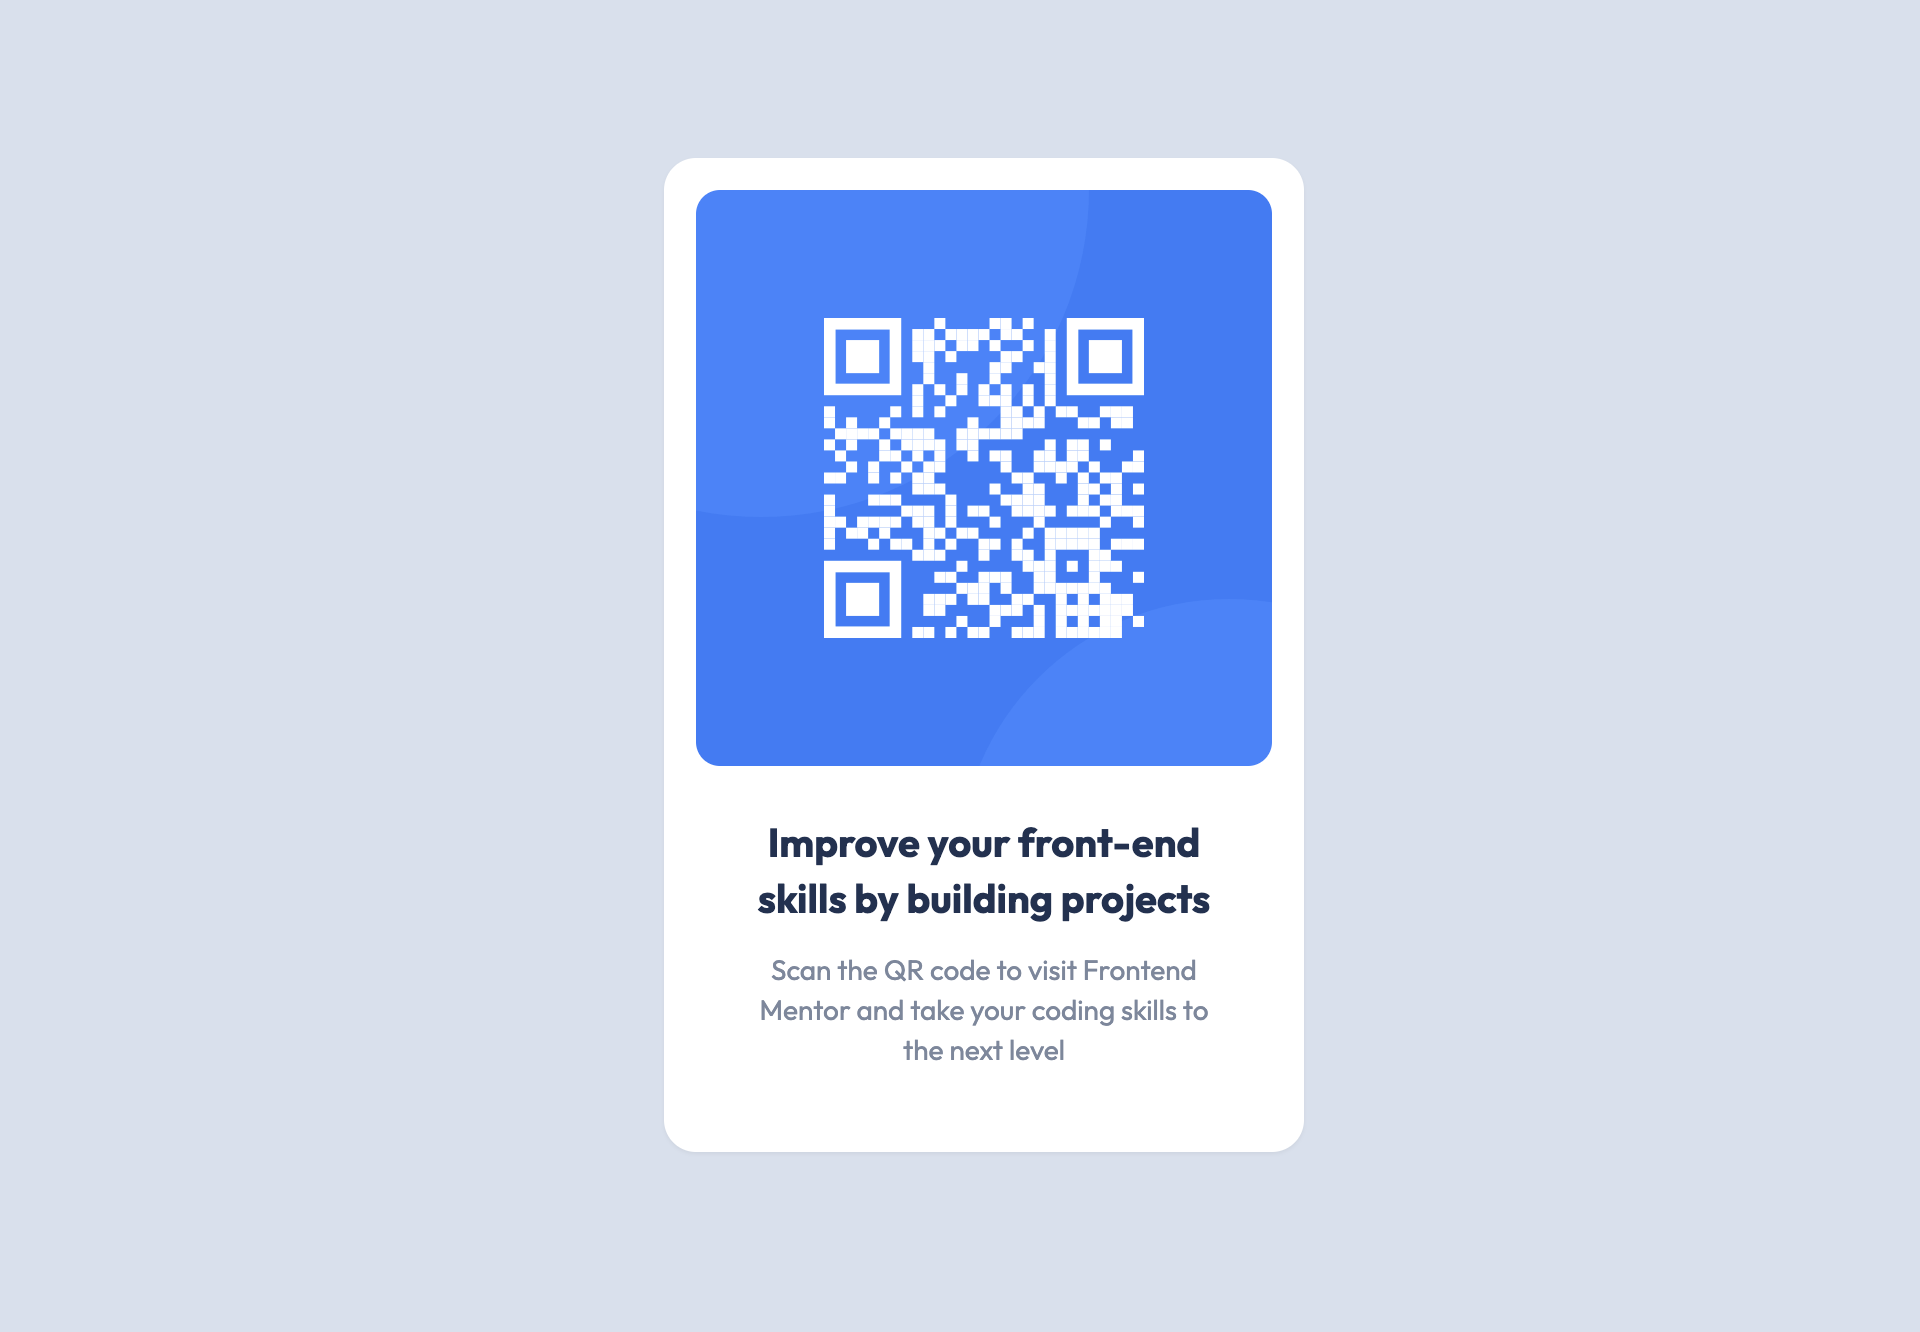 Improve your front-end
skills by building projects
Scan the QR code to visit Frontend
Mentor and take your coding skills to
the next level